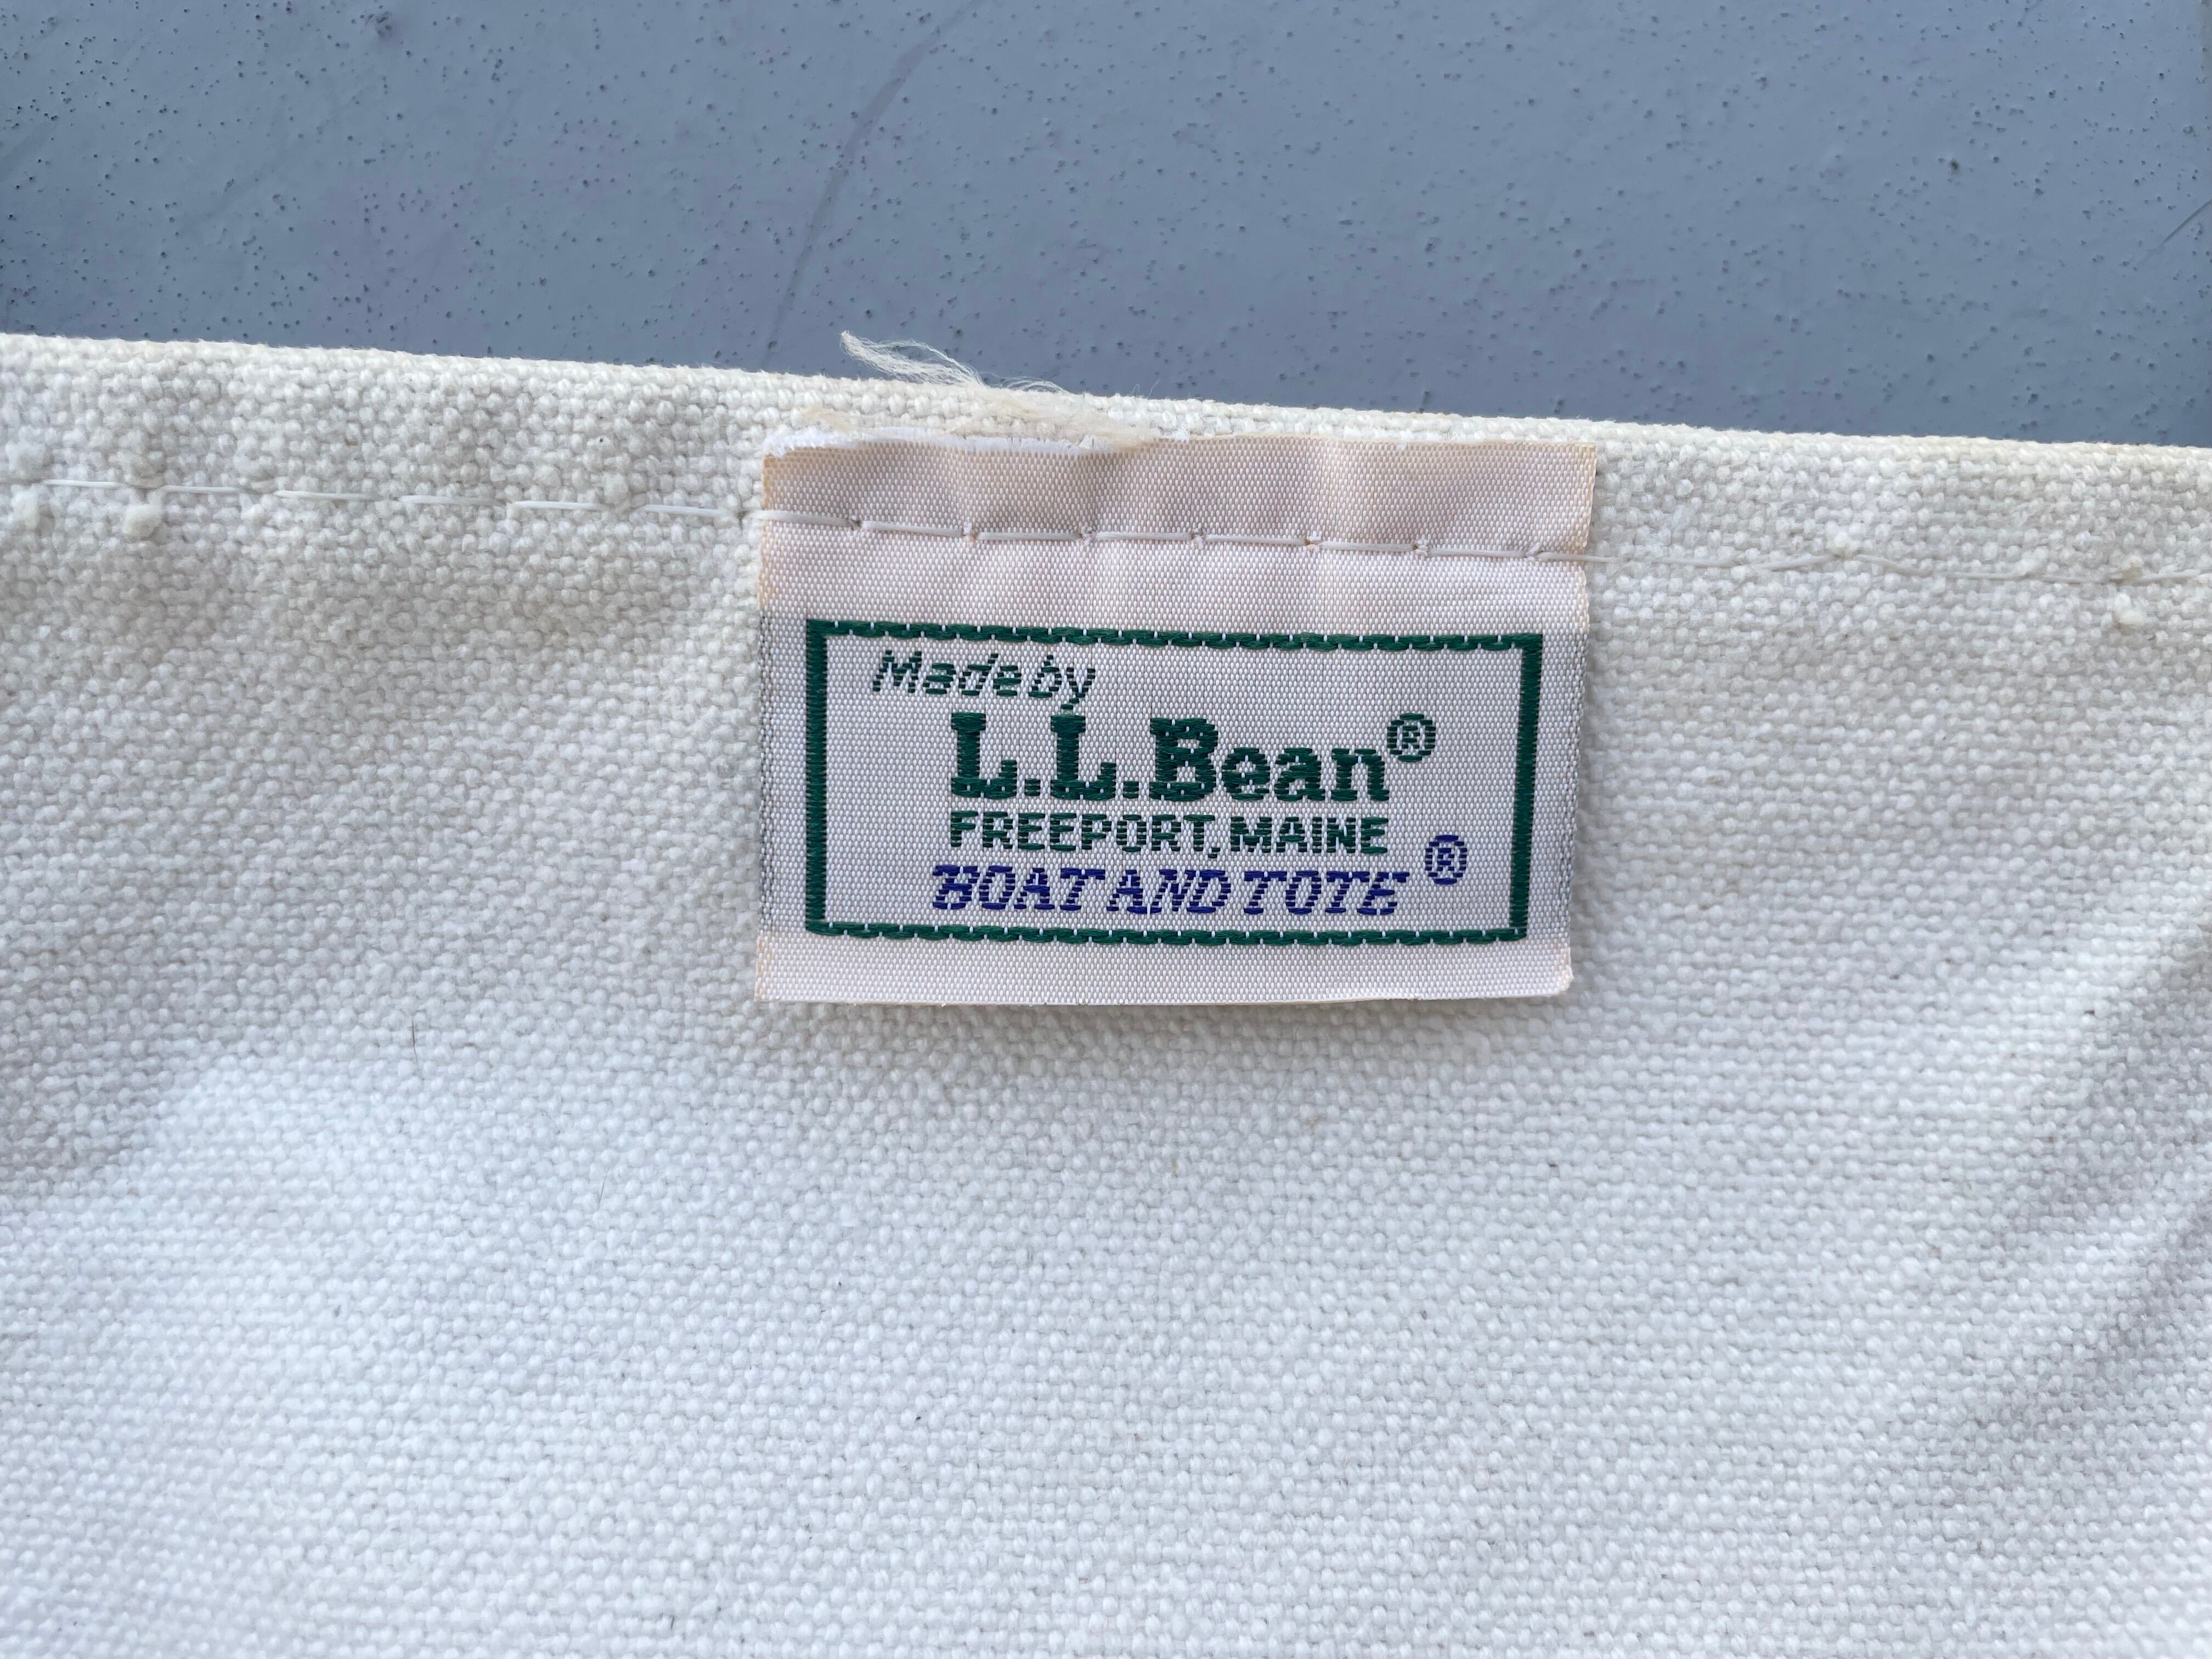 Made by
L.L.Bean®
FREEPORT, MAINE
BOAT AND TOTE®